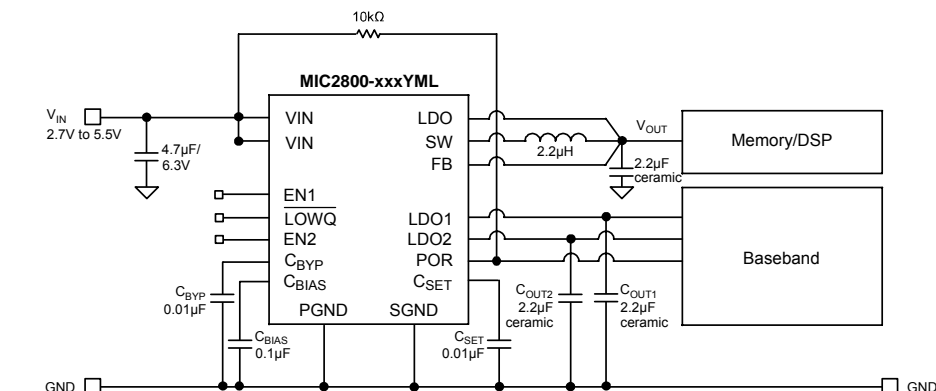 10kΩ
MIC2800-xxxYML
VIN
2.7V to 5.5V
4.7µF/
6.3V
VIN
VIN
EN1
LOWQ
EN2
CBYP
CBIAS
PGND
SGND
LDO
SW
FB
LDO1
LDO2
POR
CSET
2.2µH
VOUT
2.2µF
ceramic
Memory/DSP
Baseband
CBYP
0.01µF
CBIAS
0.1µF
CSET
0.01µF
COUT2
2.2µF
ceramic
COUT1
2.2µF
ceramic
GND
GND